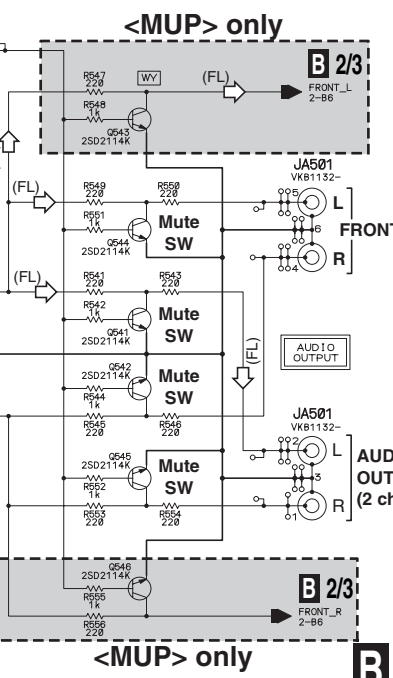 <MUP> only
B 2/3
R547
220
WY
(FL)
FRONT_L
2-B6
R548
1k
Q543
2SD2114K
JA501
VKB1132-
(FL)
R549
220
R550
220
5
L
R551
1k
Mute
SW
6
FRONT
Q544
2SD2114K
R
4
(FL)
R541
220
R543
220
R542
1k
Mute
SW
Q541
2SD2114K
(FL)
AUDIO
OUTPUT
Q542
2SD2114K
Mute
SW
R544
1k
R545
220
R546
220
JA501
VKB1132-
2
L
AUD
Q545
2SD2114K
Mute
SW
3
OUT
R552
1k
R
(2 ch
R553
220
R554
220
1
Q546
2SD2114K
B 2/3
R555
1k
FRONT_R
2-B6
R556
220
<MUP> only
B